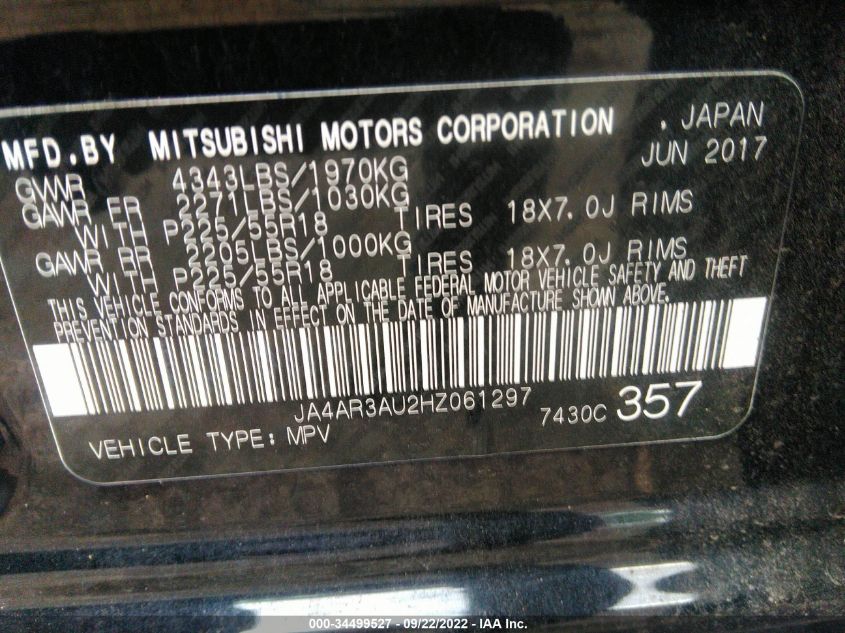 MFD.BY MITSUBISHI MOTORS CORPORATION . JAPAN
JUN 2017
GVWR 4343LBS/1970KG
GAWR FR 2271LBS/1030KG
WITH P225/55R18 TIRES 18X7.0J RIMS
GAWR RR 2205LBS/1000KG
WITH P225/55R18 TIRES 18X7.0J RIMS
THIS VEHICLE CONFORMS TO ALL APPLICABLE FEDERAL MOTOR VEHICLE SAFETY AND THEFT
PREVENTION STANDARDS IN EFFECT ON THE DATE OF MANUFACTURE SHOWN ABOVE.
JA4AR3AU2HZ061297
7430C 357
VEHICLE TYPE: MPV
000-34499527 - 09/22/2022 - IAA Inc.